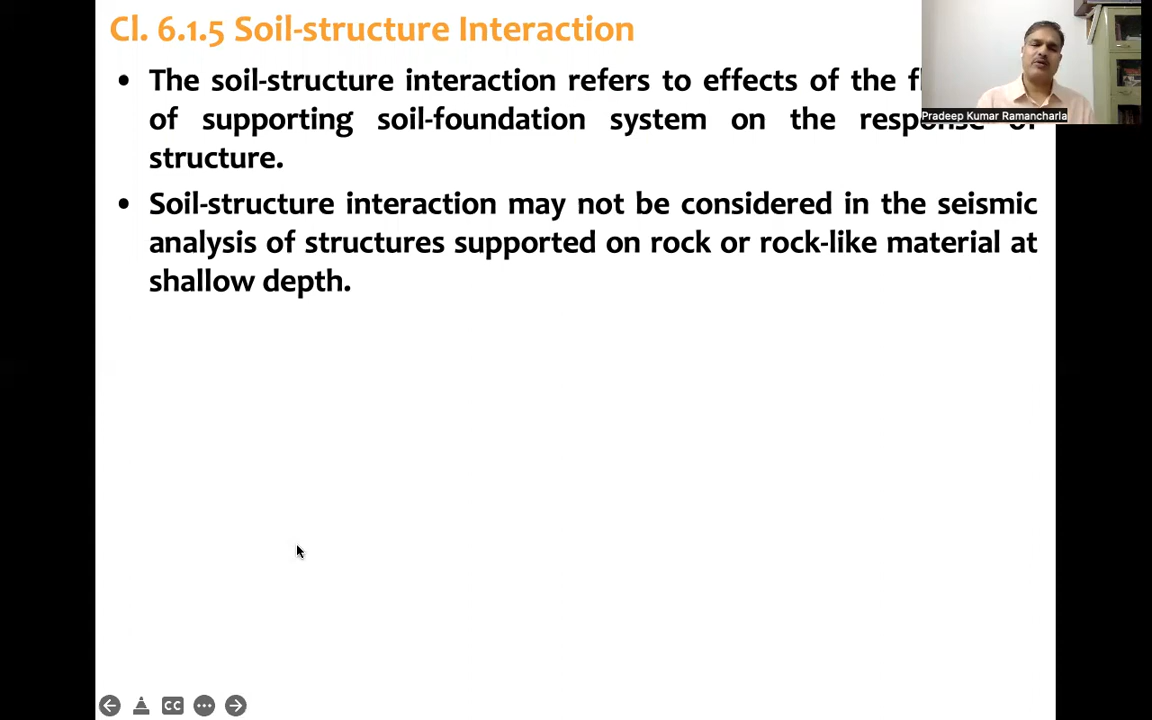 Cl. 6.1.5 Soil-structure Interaction
• The soil-structure interaction refers to effects of the
of supporting soil-foundation system on the response of
structure.
• Soil-structure interaction may not be considered in the seismic
analysis of structures supported on rock or rock-like material at
shallow depth.
Pradeep Kumar Ramancharla
CC